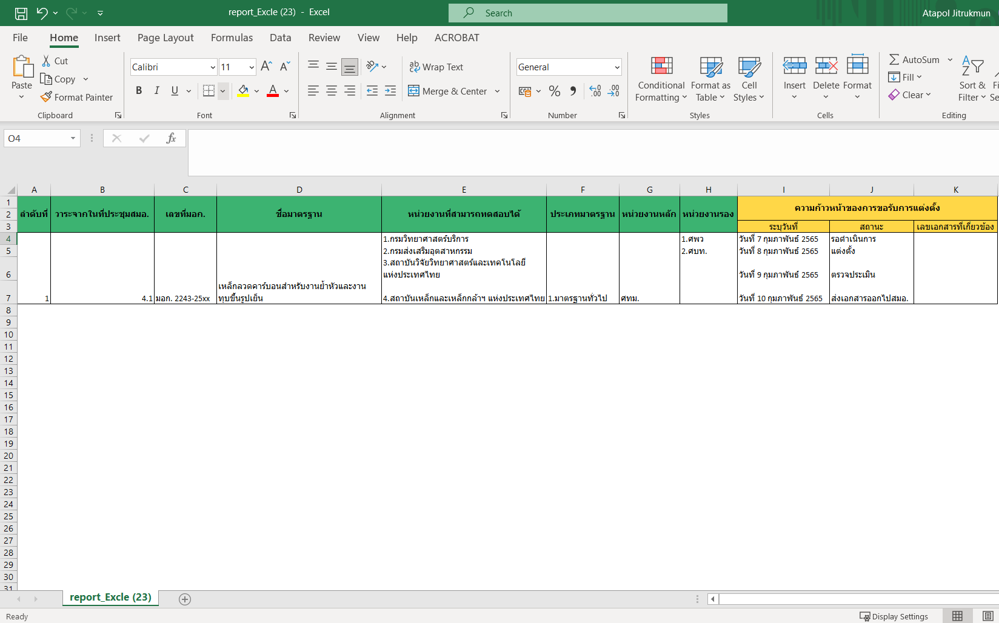 report_Excle (23) - Excel
Search
Atapol Jitrukmun
File Home Insert Page Layout Formulas Data Review View Help ACROBAT
Paste
Cut
Copy
Format Painter
Clipboard
Calibri 11
B I U
Font
Wrap Text
Merge & Center
Alignment
General
Number
Conditional Formatting
Format as Table
Cell Styles
Styles
Insert Delete Format
Cells
AutoSum
Fill
Clear
Sort & Filter
Editing
O4
fx
A B C D E F G H I J K
1
2
3
ลำดับที่ วาระจากในที่ประชุมสมอ. เลขที่มอก. ชื่อมาตรฐาน หน่วยงานที่สามารถทดสอบได้ ประเภทมาตรฐาน หน่วยงานหลัก หน่วยงานรอง ความก้าวหน้าของการขอรับการแต่งตั้ง
ระบุวันที่ สถานะ เลขเอกสารที่เกี่ยวข้อง
4 1.กรมวิทยาศาสตร์บริการ 1.ศพว วันที่ 7 กุมภาพันธ์ 2565 รอดำเนินการ
5 2.กรมส่งเสริมอุตสาหกรรม 2.ศบท. วันที่ 8 กุมภาพันธ์ 2565 แต่งตั้ง
3.สถาบันวิจัยวิทยาศาสตร์และเทคโนโลยี
6 แห่งประเทศไทย วันที่ 9 กุมภาพันธ์ 2565 ตรวจประเมิน
เหล็กลวดคาร์บอนสำหรับงานย้ำหัวและงาน
7 1 4.1 มอก. 2243-25xx ทุบขึ้นรูปเย็น 4.สถาบันเหล็กและเหล็กกล้าฯ แห่งประเทศไทย 1.มาตรฐานทั่วไป ศทม. วันที่ 10 กุมภาพันธ์ 2565 ส่งเอกสารออกไปสมอ.
8
9
10
11
12
13
14
15
16
17
18
19
20
21
22
23
24
25
26
27
28
29
30
31
report_Excle (23)
Ready
Display Settings